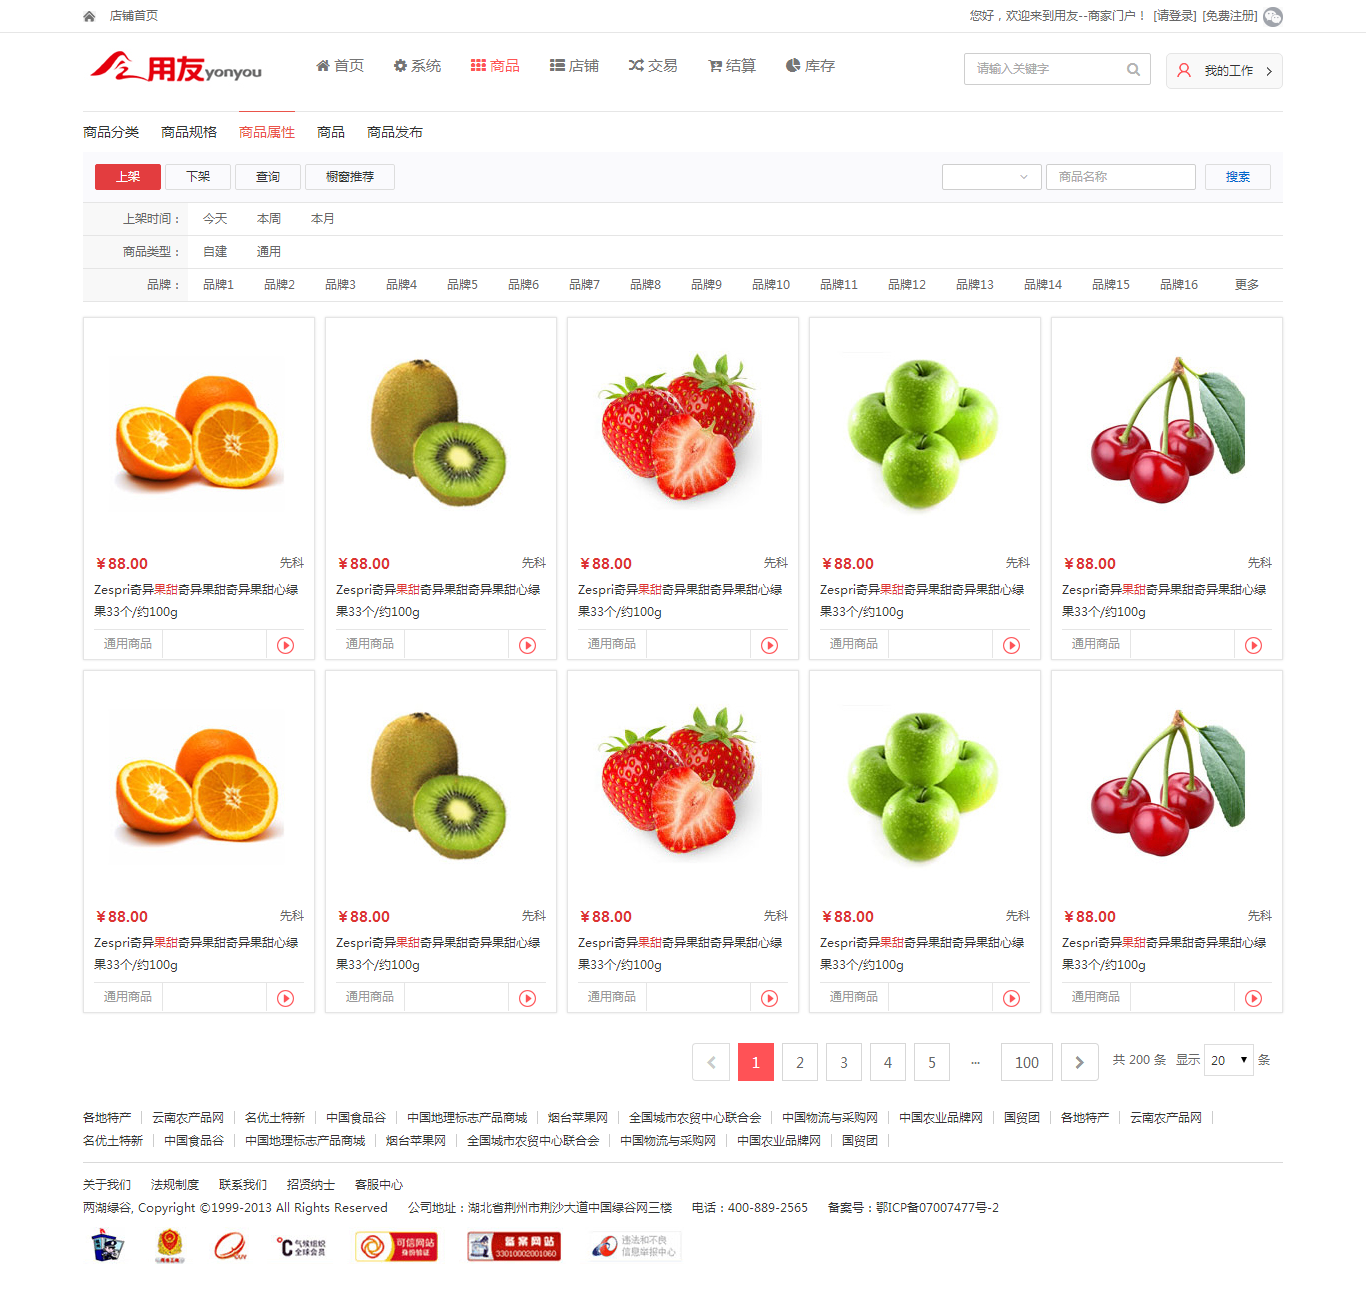 店铺首页 您好，欢迎来到用友--商家门户！ [请登录] [免费注册]
用友yonyou 首页 系统 商品 店铺 交易 结算 库存 请输入关键字 我的工作
商品分类 商品规格 商品属性 商品 商品发布
上架 下架 查询 橱窗推荐 商品名称 搜索
上架时间： 今天 本周 本月
商品类型： 自建 通用
品牌： 品牌1 品牌2 品牌3 品牌4 品牌5 品牌6 品牌7 品牌8 品牌9 品牌10 品牌11 品牌12 品牌13 品牌14 品牌15 品牌16 更多
¥88.00 先科 ¥88.00 先科 ¥88.00 先科 ¥88.00 先科 ¥88.00 先科
Zespri奇异果甜奇异果甜奇异果甜心绿 Zespri奇异果甜奇异果甜奇异果甜心绿 Zespri奇异果甜奇异果甜奇异果甜心绿 Zespri奇异果甜奇异果甜奇异果甜心绿 Zespri奇异果甜奇异果甜奇异果甜心绿
果33个/约100g 果33个/约100g 果33个/约100g 果33个/约100g 果33个/约100g
通用商品 通用商品 通用商品 通用商品 通用商品
¥88.00 先科 ¥88.00 先科 ¥88.00 先科 ¥88.00 先科 ¥88.00 先科
Zespri奇异果甜奇异果甜奇异果甜心绿 Zespri奇异果甜奇异果甜奇异果甜心绿 Zespri奇异果甜奇异果甜奇异果甜心绿 Zespri奇异果甜奇异果甜奇异果甜心绿 Zespri奇异果甜奇异果甜奇异果甜心绿
果33个/约100g 果33个/约100g 果33个/约100g 果33个/约100g 果33个/约100g
通用商品 通用商品 通用商品 通用商品 通用商品
1 2 3 4 5 ... 100 共 200 条 显示 20 条
各地特产 云南农产品网 名优土特新 中国食品谷 中国地理标志产品商城 烟台苹果网 全国城市农贸中心联合会 中国物流与采购网 中国农业品牌网 国贸团 各地特产 云南农产品网
名优土特新 中国食品谷 中国地理标志产品商城 烟台苹果网 全国城市农贸中心联合会 中国物流与采购网 中国农业品牌网 国贸团
关于我们 法规制度 联系我们 招贤纳士 客服中心
两湖绿谷, Copyright ©1999-2013 All Rights Reserved 公司地址：湖北省荆州市荆沙大道中国绿谷网三楼 电话：400-889-2565 备案号：鄂ICP备07007477号-2
°C 气候组织 可信网站 备案网站 违法和不良
全球会员 身份验证 33010002001060 信息举报中心